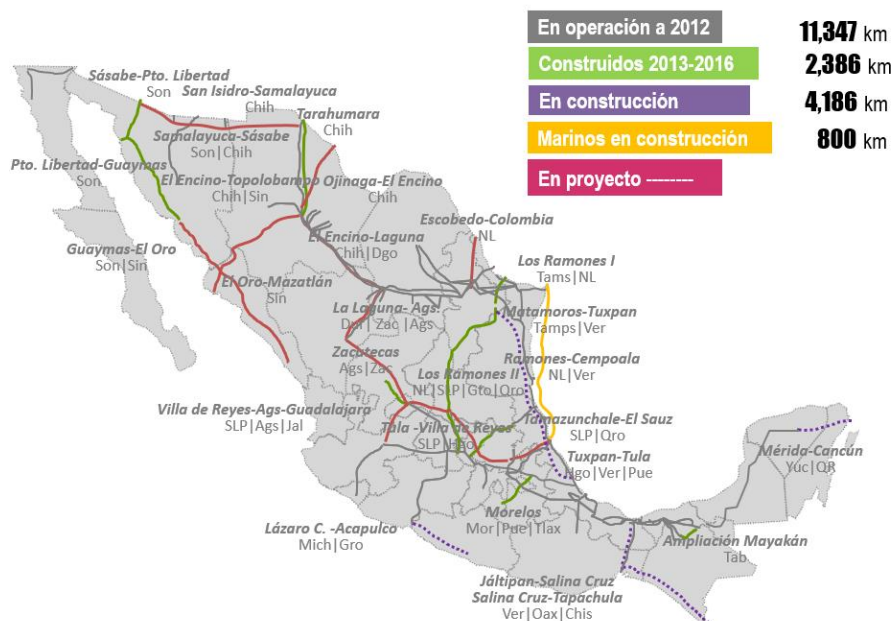 En operación a 2012 11,347 km
Construidos 2013-2016 2,386 km
En construcción 4,186 km
Marinos en construcción 800 km
En proyecto --------
Sásabe-Pto. Libertad
Son
San Isidro-Samalayuca
Chih
Tarahumara
Chih
Samalayuca-Sásabe
Son|Chih
Pto. Libertad-Guaymas
Son
El Encino-Topolobampo
Chih|Sin
Ojinaga-El Encino
Chih
Escobedo-Colombia
NL
Guaymas-El Oro
Son|Sin
El Encino-Laguna
Chih|Dgo
Los Ramones I
Tams|NL
El Oro-Mazatlán
Sin
La Laguna- Ags.
Dur|Zac|Ags
Matamoros-Tuxpan
Tamps|Ver
Zacatecas
Ags|Zac
Los Ramones II
NL|SLP|Gto|Qro
Ramones-Cempoala
NL|Ver
Villa de Reyes-Ags-Guadalajara
SLP|Ags|Jal
Tula -Villa de Reyes
SLP|Hgo
Tamazunchale-El Sauz
SLP|Qro
Tuxpan-Tula
Hgo|Ver|Pue
Mérida-Cancún
Yuc|QR
Lázaro C. -Acapulco
Mich|Gro
Morelos
Mor|Pue|Tlax
Ampliación Mayakán
Tab
Jáltipan-Salina Cruz
Salina Cruz-Tapachula
Ver|Oax|Chis